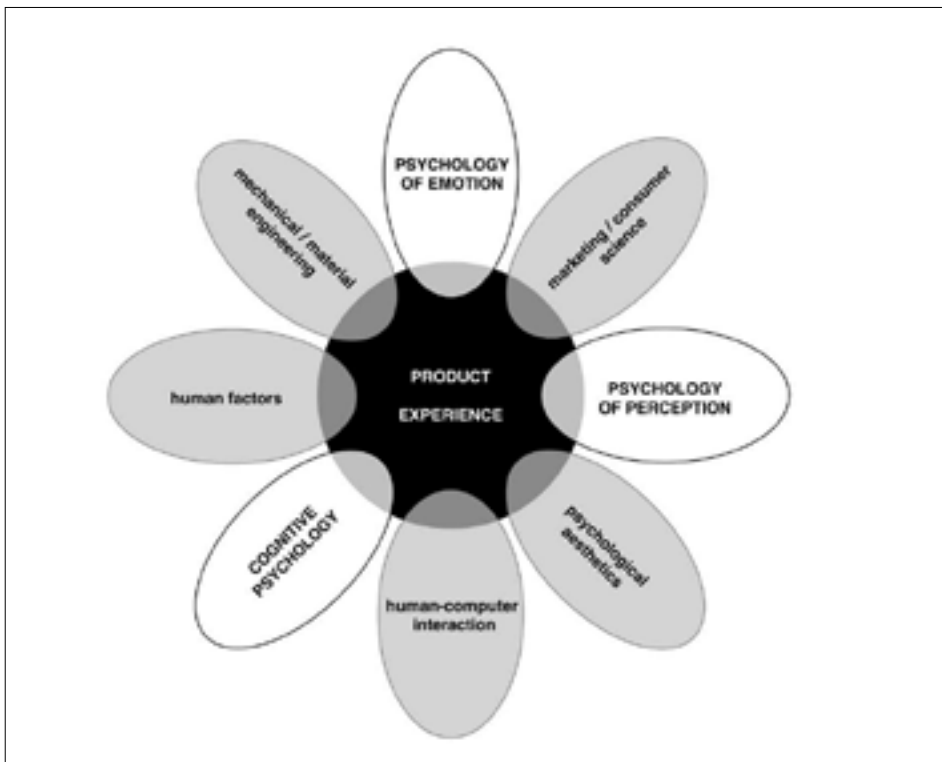 PSYCHOLOGY
OF EMOTION
marketing / consumer
science
PSYCHOLOGY
OF PERCEPTION
psychological
aesthetics
human-computer
interaction
COGNITIVE
PSYCHOLOGY
human factors
mechanical / material
engineering
PRODUCT
EXPERIENCE